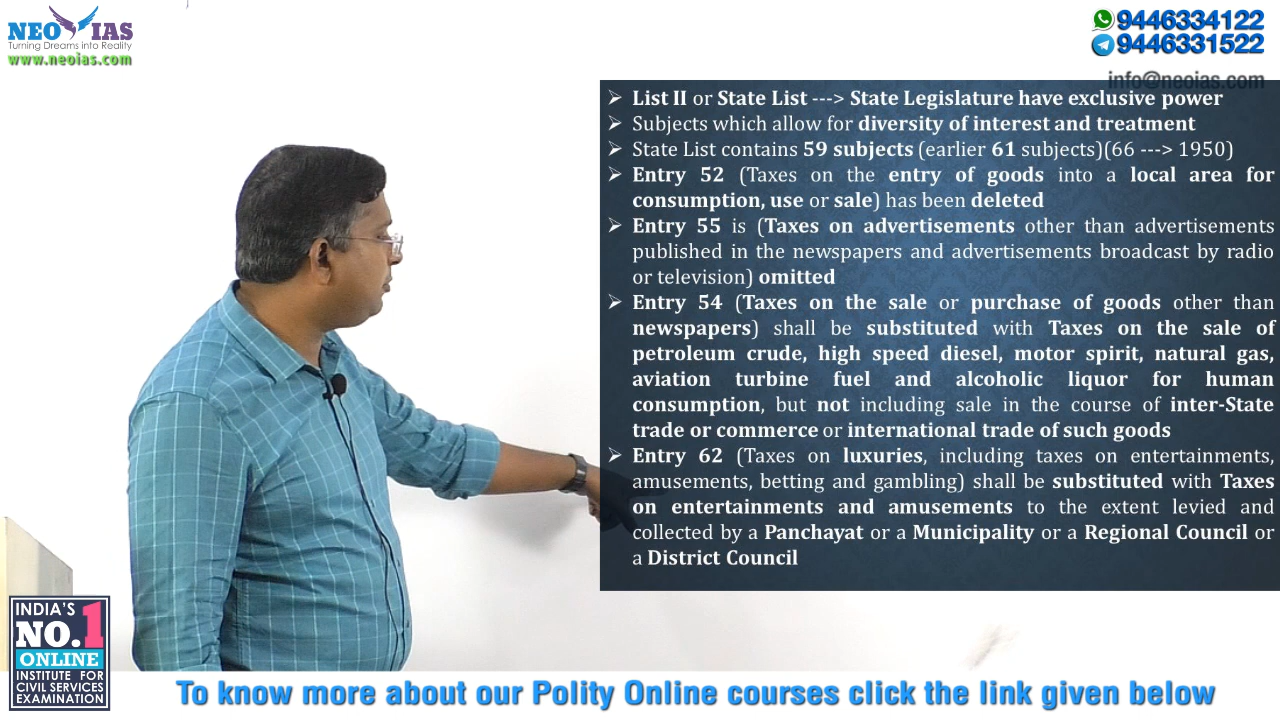 NEO IAS
Turning Dreams into Reality
www.neoias.com
9446334122
9446331522
info@neoias.com
➢ List II or State List ---> State Legislature have exclusive power
➢ Subjects which allow for diversity of interest and treatment
➢ State List contains 59 subjects (earlier 61 subjects)(66 ---> 1950)
➢ Entry 52 (Taxes on the entry of goods into a local area for
consumption, use or sale) has been deleted
➢ Entry 55 is (Taxes on advertisements other than advertisements
published in the newspapers and advertisements broadcast by radio
or television) omitted
➢ Entry 54 (Taxes on the sale or purchase of goods other than
newspapers) shall be substituted with Taxes on the sale of
petroleum crude, high speed diesel, motor spirit, natural gas,
aviation turbine fuel and alcoholic liquor for human
consumption, but not including sale in the course of inter-State
trade or commerce or international trade of such goods
➢ Entry 62 (Taxes on luxuries, including taxes on entertainments,
amusements, betting and gambling) shall be substituted with Taxes
on entertainments and amusements to the extent levied and
collected by a Panchayat or a Municipality or a Regional Council or
a District Council
INDIA'S
NO.1
ONLINE
INSTITUTE FOR
CIVIL SERVICES
EXAMINATION
To know more about our Polity Online courses click the link given below